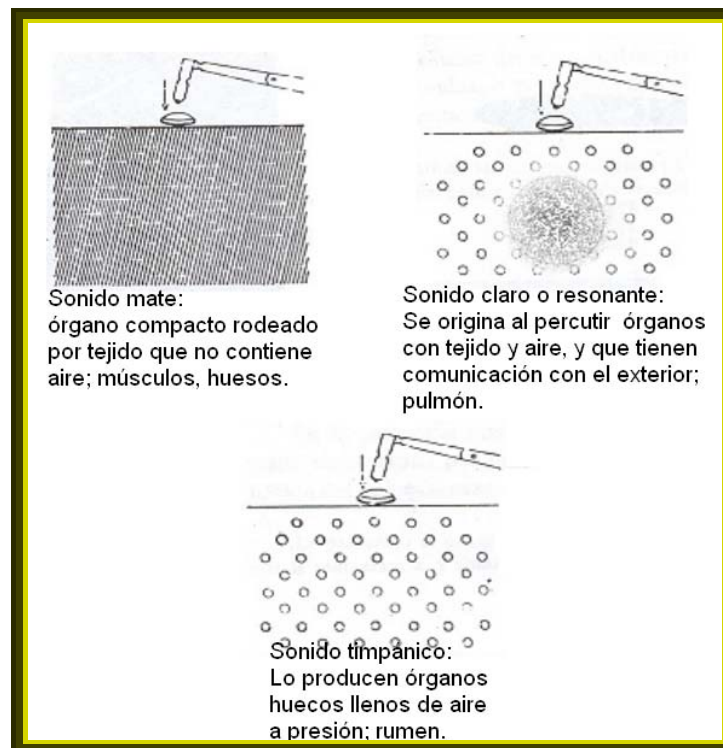 Sonido mate:
órgano compacto rodeado
por tejido que no contiene
aire; músculos, huesos.
Sonido claro o resonante:
Se origina al percutir órganos
con tejido y aire, y que tienen
comunicación con el exterior;
pulmón.
Sonido timpánico:
Lo producen órganos
huecos llenos de aire
a presión; rumen.